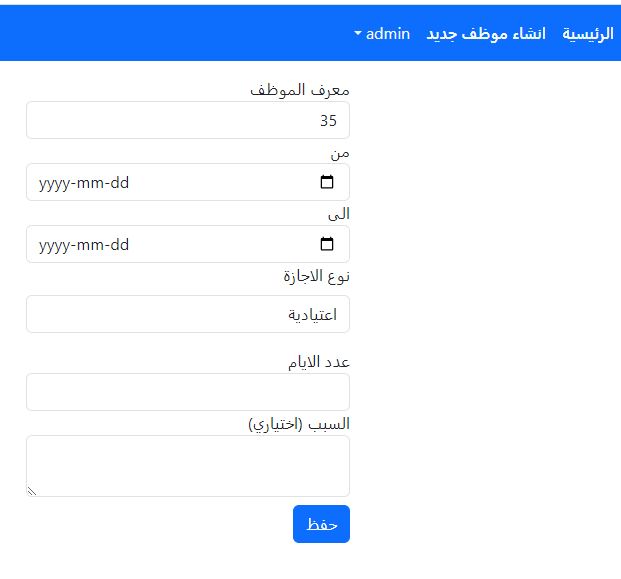 الرئيسية انشاء موظف جديد admin
معرف الموظف
35
من
yyyy-mm-dd
الى
yyyy-mm-dd
نوع الاجازة
اعتيادية
عدد الايام
السبب (اختياري)
حفظ